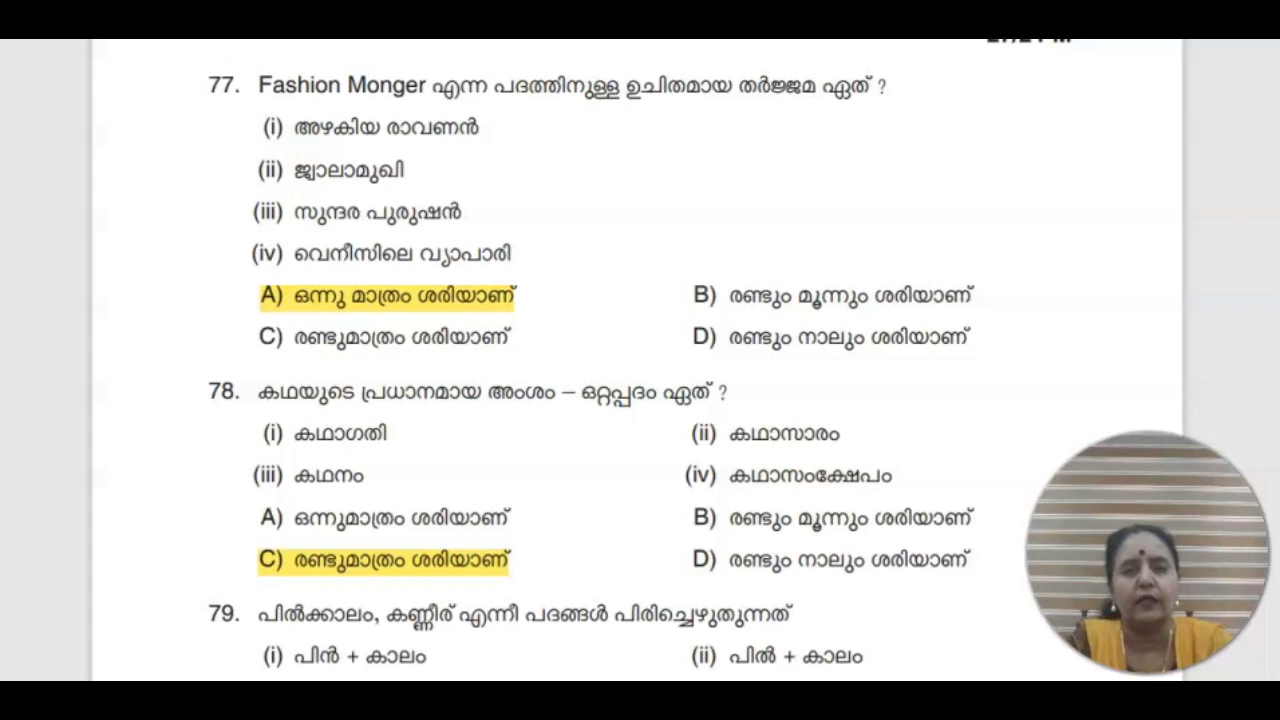 77. Fashion Monger എന്ന പദത്തിനുള്ള ഉചിതമായ തർജ്ജമ ഏത് ?
(i) അഴകിയ രാവണൻ
(ii) ജ്വാലാമുഖി
(iii) സുന്ദര പുരുഷൻ
(iv) വെനീസിലെ വ്യാപാരി
A) ഒന്നു മാത്രം ശരിയാണ് B) രണ്ടും മൂന്നും ശരിയാണ്
C) രണ്ടുമാത്രം ശരിയാണ് D) രണ്ടും നാലും ശരിയാണ്
78. കഥയുടെ പ്രധാനമായ അംശം – ഒറ്റപ്പദം ഏത് ?
(i) കഥാഗതി (ii) കഥാസാരം
(iii) കഥനം (iv) കഥാസംക്ഷേപം
A) ഒന്നുമാത്രം ശരിയാണ് B) രണ്ടും മൂന്നും ശരിയാണ്
C) രണ്ടുമാത്രം ശരിയാണ് D) രണ്ടും നാലും ശരിയാണ്
79. പിൽക്കാലം, കണ്ണീര് എന്നീ പദങ്ങൾ പിരിച്ചെഴുതുന്നത്
(i) പിൻ + കാലം (ii) പിൽ + കാലം